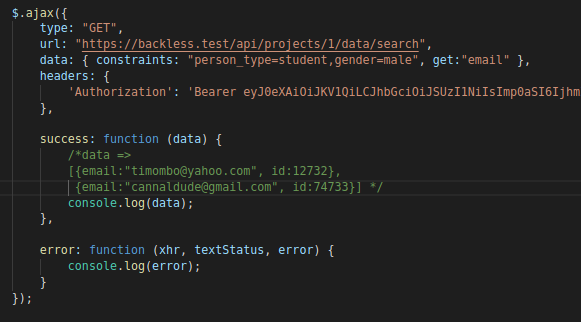 $.ajax({
type: "GET",
url: "https://backless.test/api/projects/1/data/search",
data: { constraints: "person_type=student,gender=male", get:"email" },
headers: {
'Authorization': 'Bearer eyJ0eXAiOiJKV1QiLCJhbGciOiJSUzI1NiIsImp0aSI6Ijhm
},
success: function (data) {
/*data =>
[{email:"timombo@yahoo.com", id:12732},
{email:"cannaldude@gmail.com", id:74733}] */
console.log(data);
},
error: function (xhr, textStatus, error) {
console.log(error);
}
});